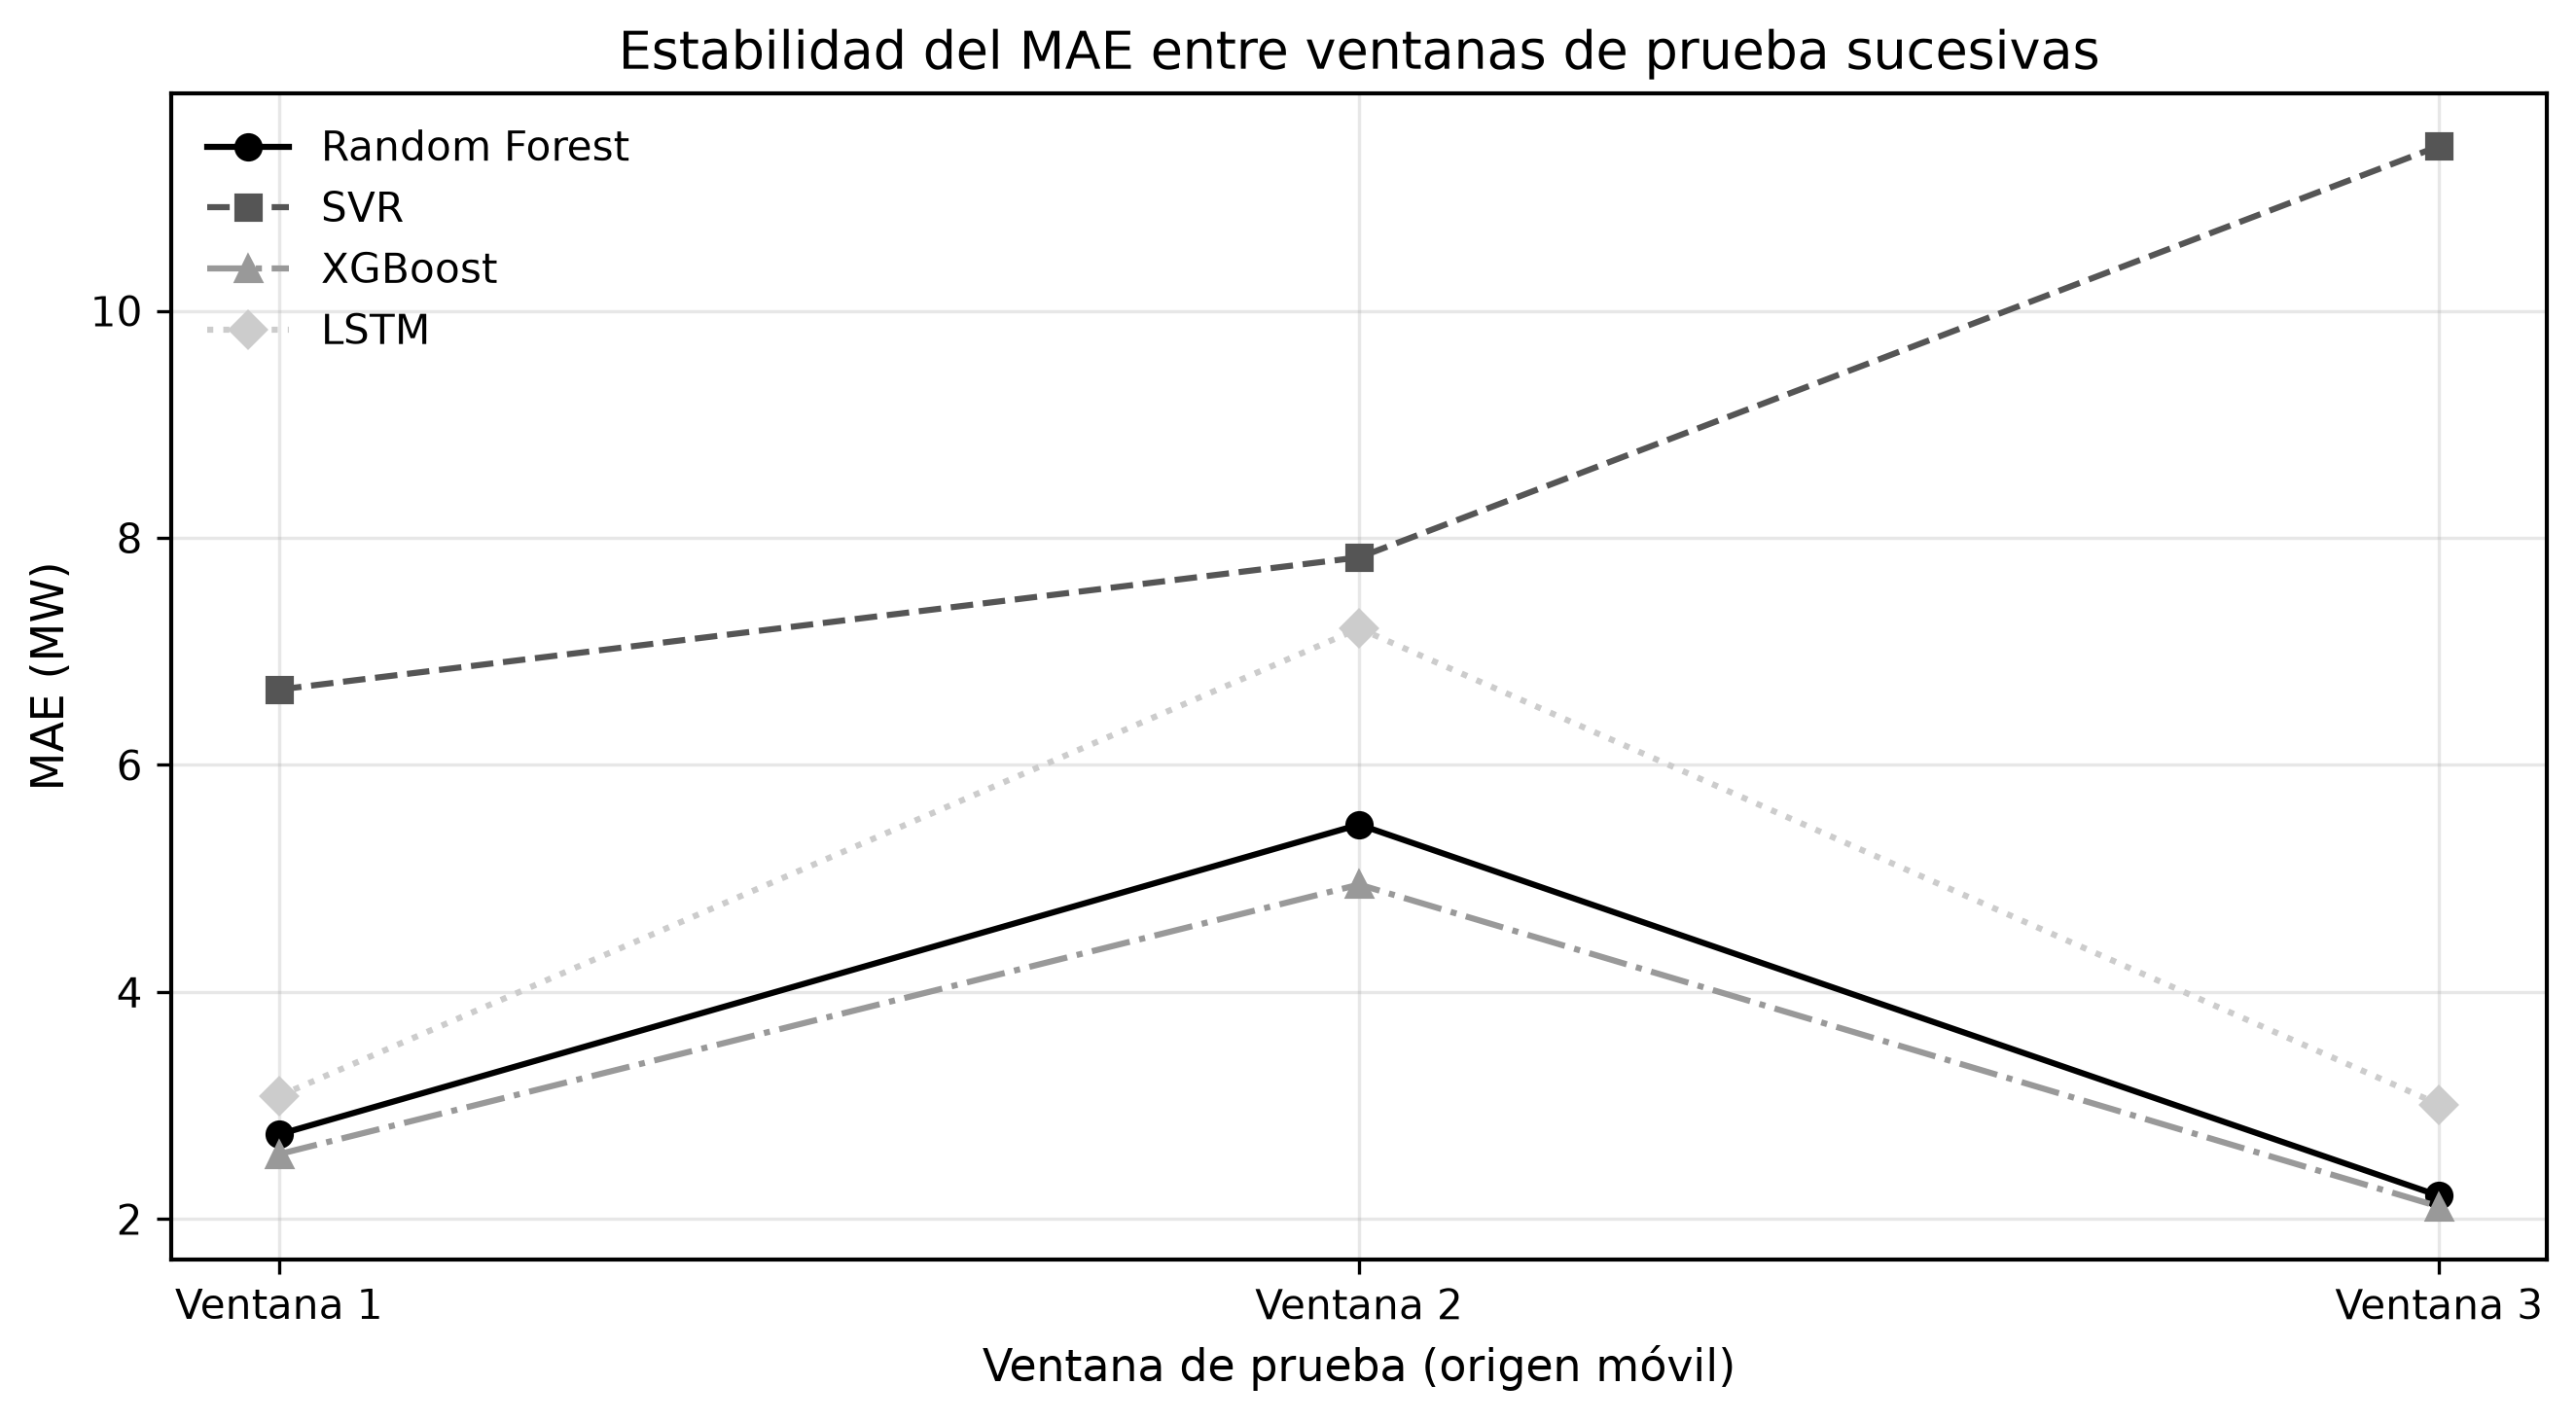 Estabilidad del MAE entre ventanas de prueba sucesivas
Random Forest
SVR
XGBoost
LSTM
MAE (MW)
10
8
6
4
2
Ventana 1
Ventana 2
Ventana 3
Ventana de prueba (origen móvil)